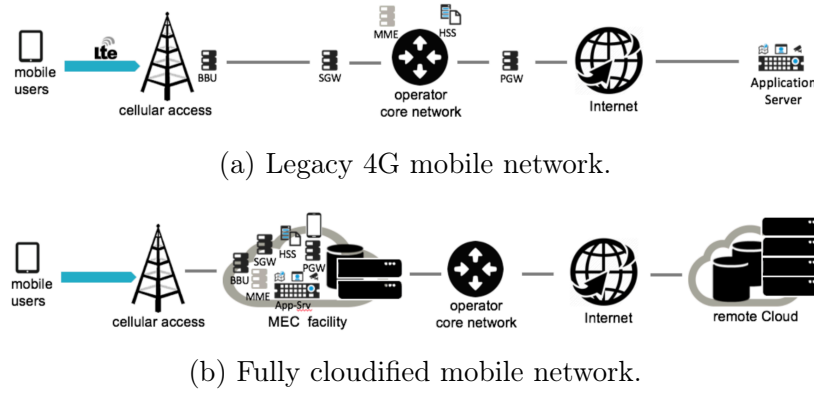 MME
HSS
lte
mobile
users
BBU
cellular access
SGW
operator
core network
PGW
Internet
Application
Server
(a) Legacy 4G mobile network.
mobile
users
cellular access
BBU
SGW
HSS
PGW
MME
App-Srv
MEC facility
operator
core network
Internet
remote Cloud
(b) Fully cloudified mobile network.